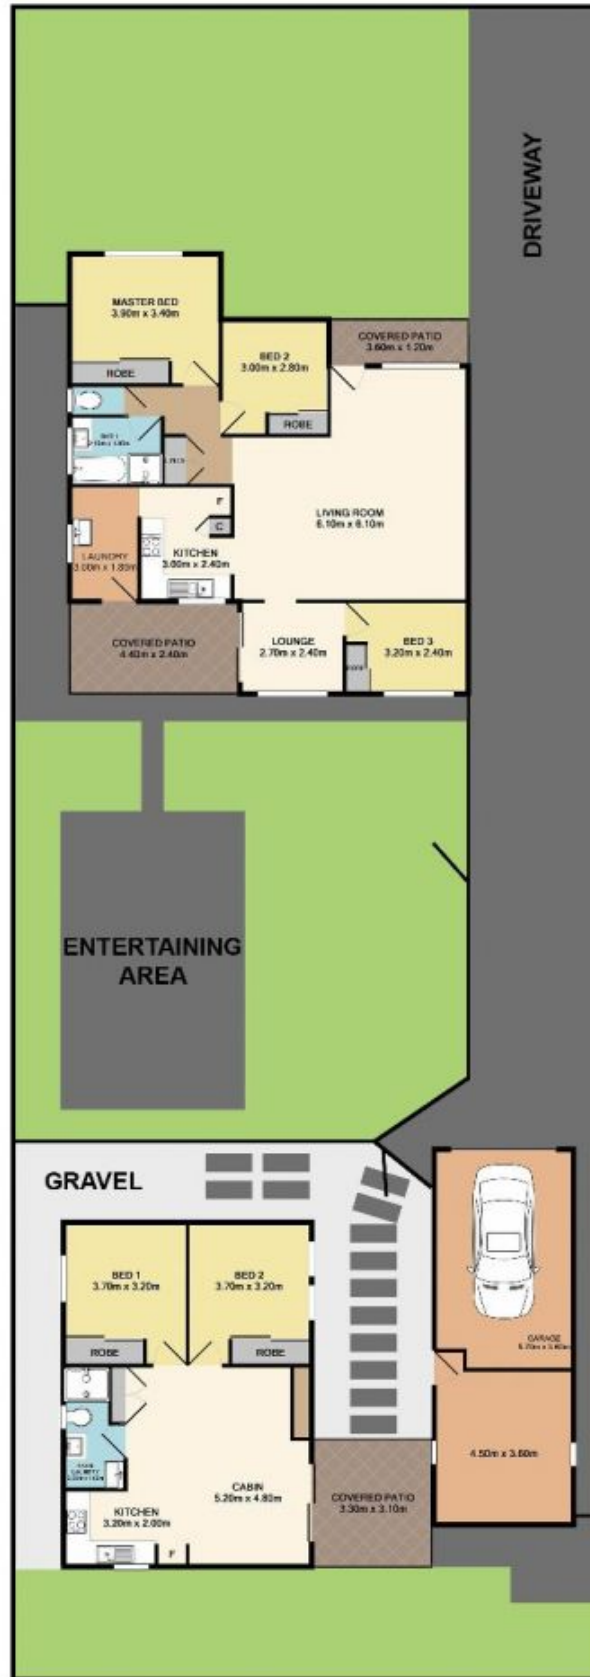 DRIVEWAY
MASTER BED
3.90m x 3.40m
ROBE
BED 2
3.00m x 2.80m
ROBE
COVERED PATIO
3.60m x 1.20m
LIVING ROOM
6.10m x 6.10m
F
C
KITCHEN
3.00m x 2.40m
LAUNDRY
COVERED PATIO
4.40m x 2.40m
LOUNGE
2.70m x 2.40m
BED 3
3.20m x 2.40m
ENTERTAINING
AREA
GRAVEL
BED 1
3.70m x 3.20m
ROBE
BED 2
3.70m x 3.20m
ROBE
GARAGE
4.50m x 3.60m
CABIN
5.20m x 4.80m
KITCHEN
3.20m x 2.00m
F
COVERED PATIO
3.30m x 3.10m